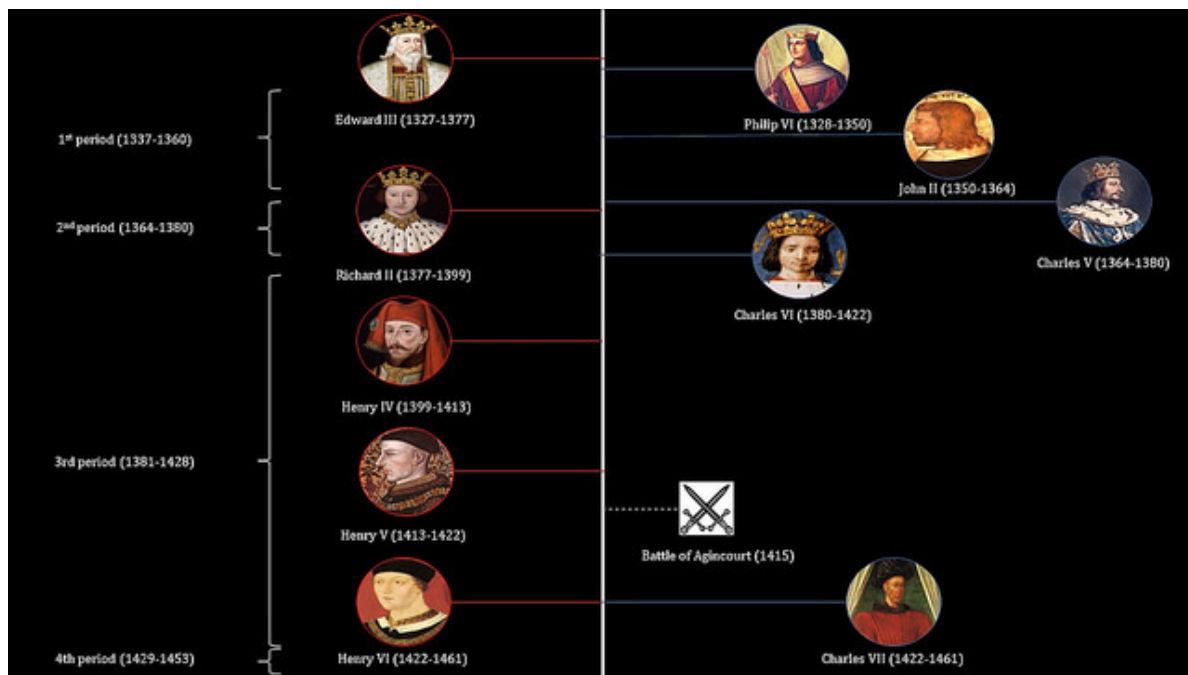 Edward III (1327-1377)
Philip VI (1328-1350)
1st period (1337-1360)
John II (1350-1364)
2nd period (1364-1380)
Charles V (1364-1380)
Richard II (1377-1399)
Charles VI (1380-1422)
Henry IV (1399-1413)
3rd period (1381-1428)
Henry V (1413-1422)
Battle of Agincourt (1415)
4th period (1429-1453)
Henry VI (1422-1461)
Charles VII (1422-1461)